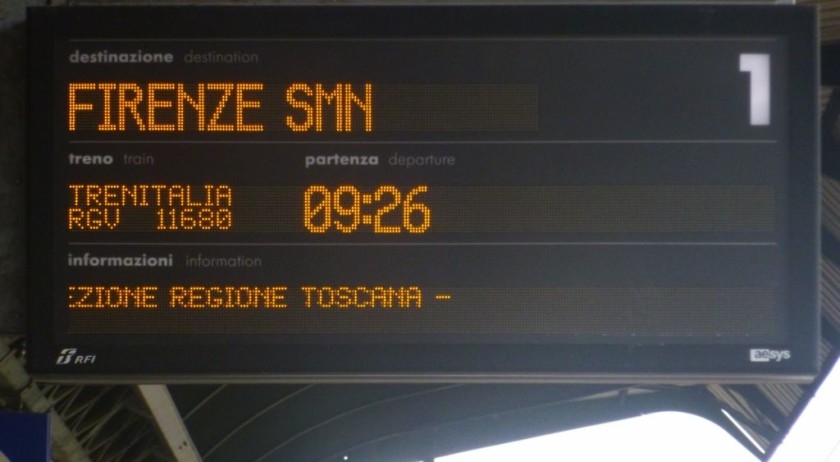 destinazione destination
1
FIRENZE SMN
treno train partenza departure
TRENITALIA
RGV 11680
09:26
informazioni information
ZIONE REGIONE TOSCANA -
RFI
aesys